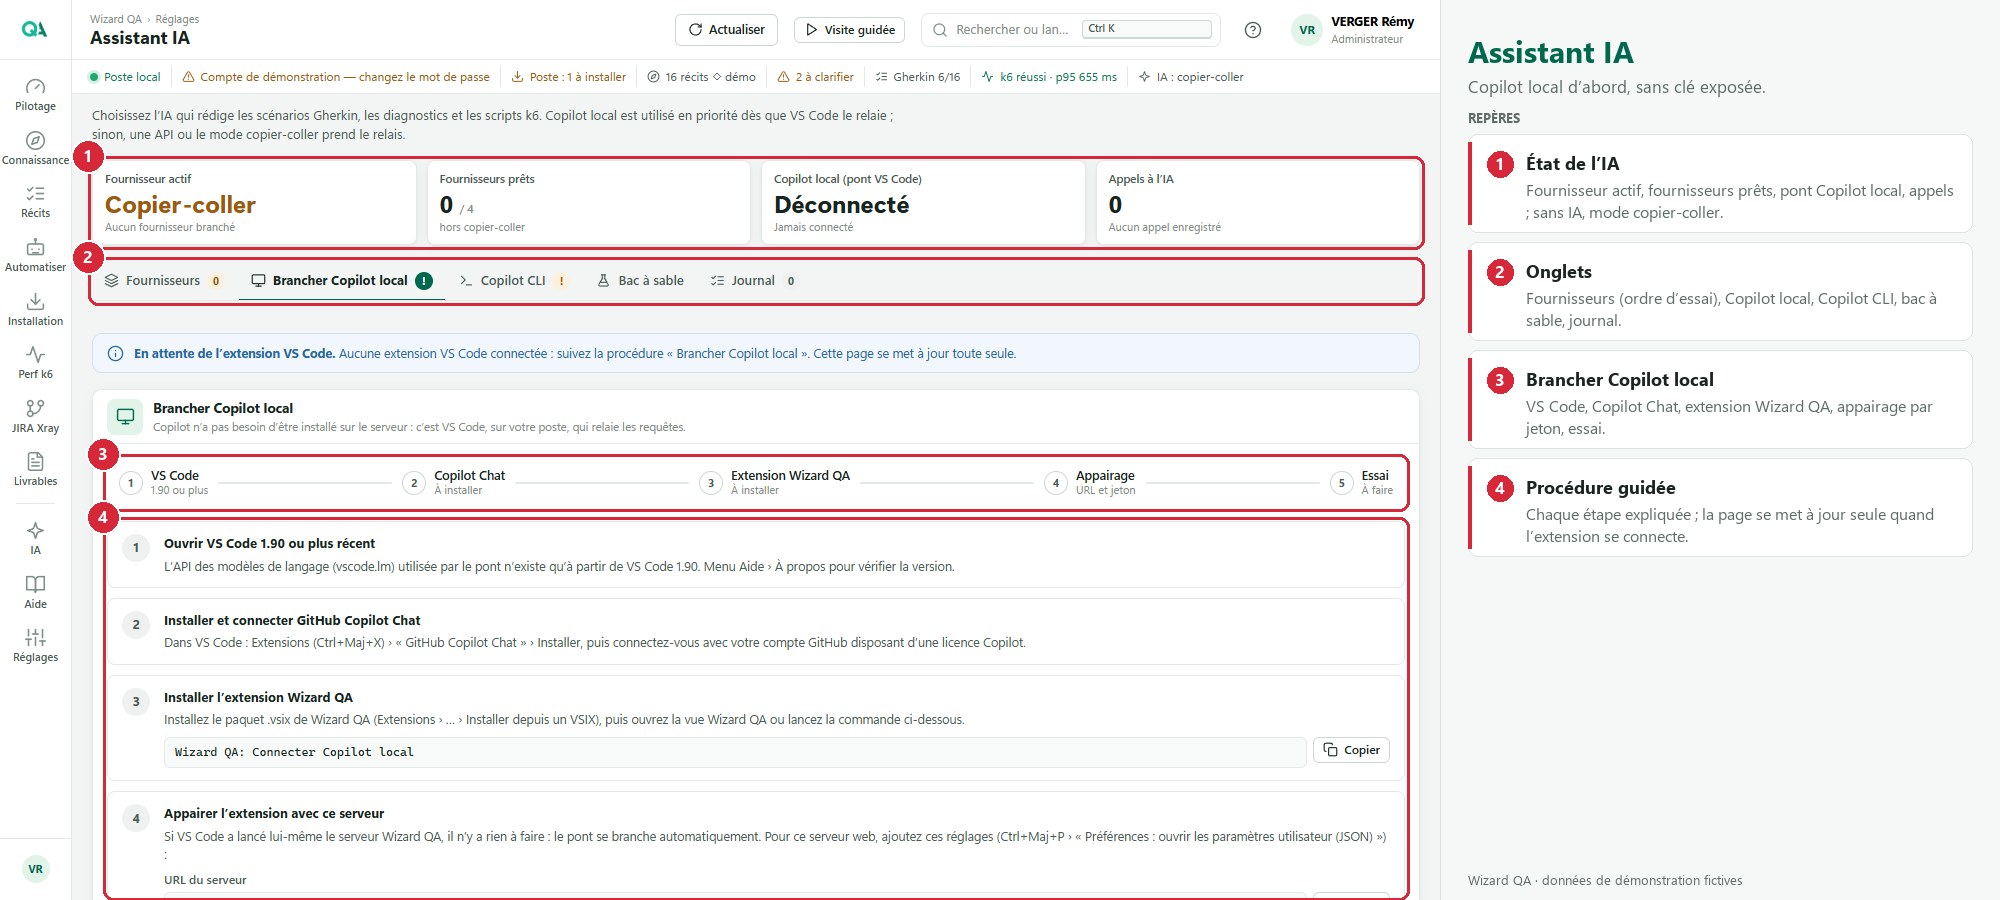 QA
Wizard QA › Réglages
Assistant IA
Actualiser
Visite guidée
Rechercher ou lan...
Ctrl K
VR
VERGER Rémy
Administrateur
Poste local
Compte de démonstration — changez le mot de passe
Poste : 1 à installer
16 récits ◇ démo
2 à clarifier
Gherkin 6/16
k6 réussi · p95 655 ms
IA : copier-coller
Pilotage
Connaissance
Récits
Automatiser
Installation
Perf k6
JIRA Xray
Livrables
IA
Aide
Réglages
VR
Choisissez l’IA qui rédige les scénarios Gherkin, les diagnostics et les scripts k6. Copilot local est utilisé en priorité dès que VS Code le relaie ;
sinon, une API ou le mode copier-coller prend le relais.
1
Fournisseur actif
Copier-coller
Aucun fournisseur branché
Fournisseurs prêts
0 / 4
hors copier-coller
Copilot local (pont VS Code)
Déconnecté
Jamais connecté
Appels à l’IA
0
Aucun appel enregistré
2
Fournisseurs 0
Brancher Copilot local !
Copilot CLI !
Bac à sable
Journal 0
En attente de l’extension VS Code. Aucune extension VS Code connectée : suivez la procédure « Brancher Copilot local ». Cette page se met à jour toute seule.
Brancher Copilot local
Copilot n’a pas besoin d’être installé sur le serveur : c’est VS Code, sur votre poste, qui relaie les requêtes.
3
1 VS Code
1.90 ou plus
2 Copilot Chat
À installer
3 Extension Wizard QA
À installer
4 Appairage
URL et jeton
5 Essai
À faire
4
1 Ouvrir VS Code 1.90 ou plus récent
L’API des modèles de langage (vscode.lm) utilisée par le pont n’existe qu’à partir de VS Code 1.90. Menu Aide › À propos pour vérifier la version.
2 Installer et connecter GitHub Copilot Chat
Dans VS Code : Extensions (Ctrl+Maj+X) › « GitHub Copilot Chat » › Installer, puis connectez-vous avec votre compte GitHub disposant d’une licence Copilot.
3 Installer l’extension Wizard QA
Installez le paquet .vsix de Wizard QA (Extensions › … › Installer depuis un VSIX), puis ouvrez la vue Wizard QA ou lancez la commande ci-dessous.
Wizard QA: Connecter Copilot local
Copier
4 Appairer l’extension avec ce serveur
Si VS Code a lancé lui-même le serveur Wizard QA, il n’y a rien à faire : le pont se branche automatiquement. Pour ce serveur web, ajoutez ces réglages (Ctrl+Maj+P › « Préférences : ouvrir les paramètres utilisateur (JSON) »)
:
URL du serveur
Assistant IA
Copilot local d’abord, sans clé exposée.
REPÈRES
1 État de l’IA
Fournisseur actif, fournisseurs prêts, pont Copilot local, appels
; sans IA, mode copier-coller.
2 Onglets
Fournisseurs (ordre d’essai), Copilot local, Copilot CLI, bac à
sable, journal.
3 Brancher Copilot local
VS Code, Copilot Chat, extension Wizard QA, appairage par
jeton, essai.
4 Procédure guidée
Chaque étape expliquée ; la page se met à jour seule quand
l’extension se connecte.
Wizard QA · données de démonstration fictives